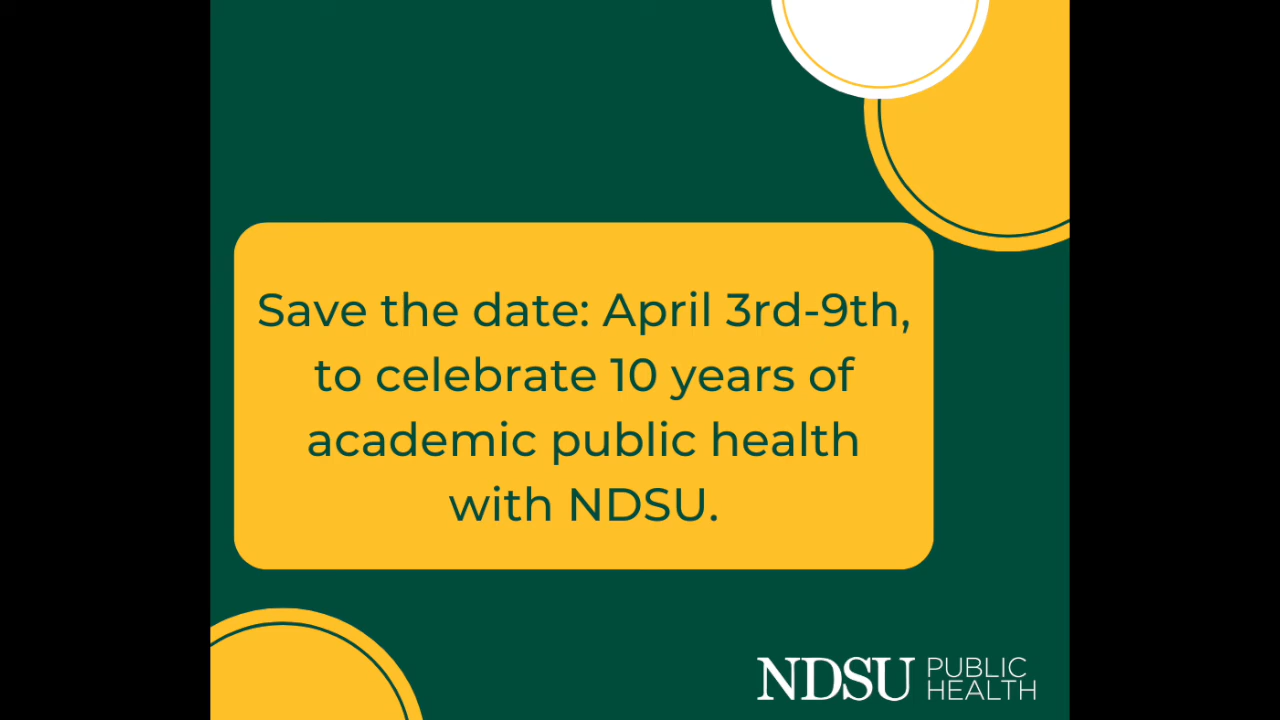 Save the date: April 3rd-9th,
to celebrate 10 years of
academic public health
with NDSU.
NDSU PUBLIC
HEALTH